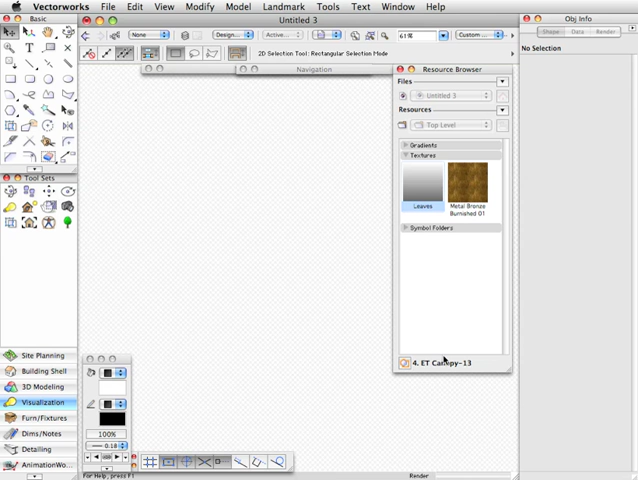 Vectorworks File Edit View Modify Model Landmark Tools Text Window Help
Basic
Untitled 3
Obj Info
None
Design...
Active...
61%
Custom ...
Shape Data Render
2D Selection Tool: Rectangular Selection Mode
No Selection
Navigation
Resource Browser
Files
Untitled 3
Resources
Top Level
Gradients
Textures
Leaves
Metal Bronze
Burnished 01
Symbol Folders
4. ET Canopy-13
Tool Sets
Site Planning
Building Shell
3D Modeling
Visualization
Furn/Fixtures
Dims/Notes
Detailing
AnimationWo...
100%
0.18
For Help, press F1
Render